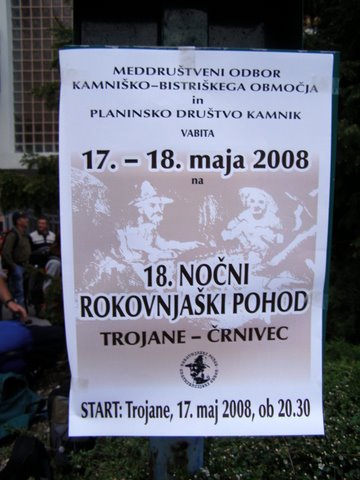 MEDDRUŠTVENI ODBOR
KAMNIŠKO–BISTRIŠKEGA OBMOČJA
in
PLANINSKO DRUŠTVO KAMNIK
VABITA
17. – 18. maja 2008
na
18. NOČNI
ROKOVNJAŠKI POHOD
TROJANE – ČRNIVEC
START: Trojane, 17. maj 2008, ob 20.30